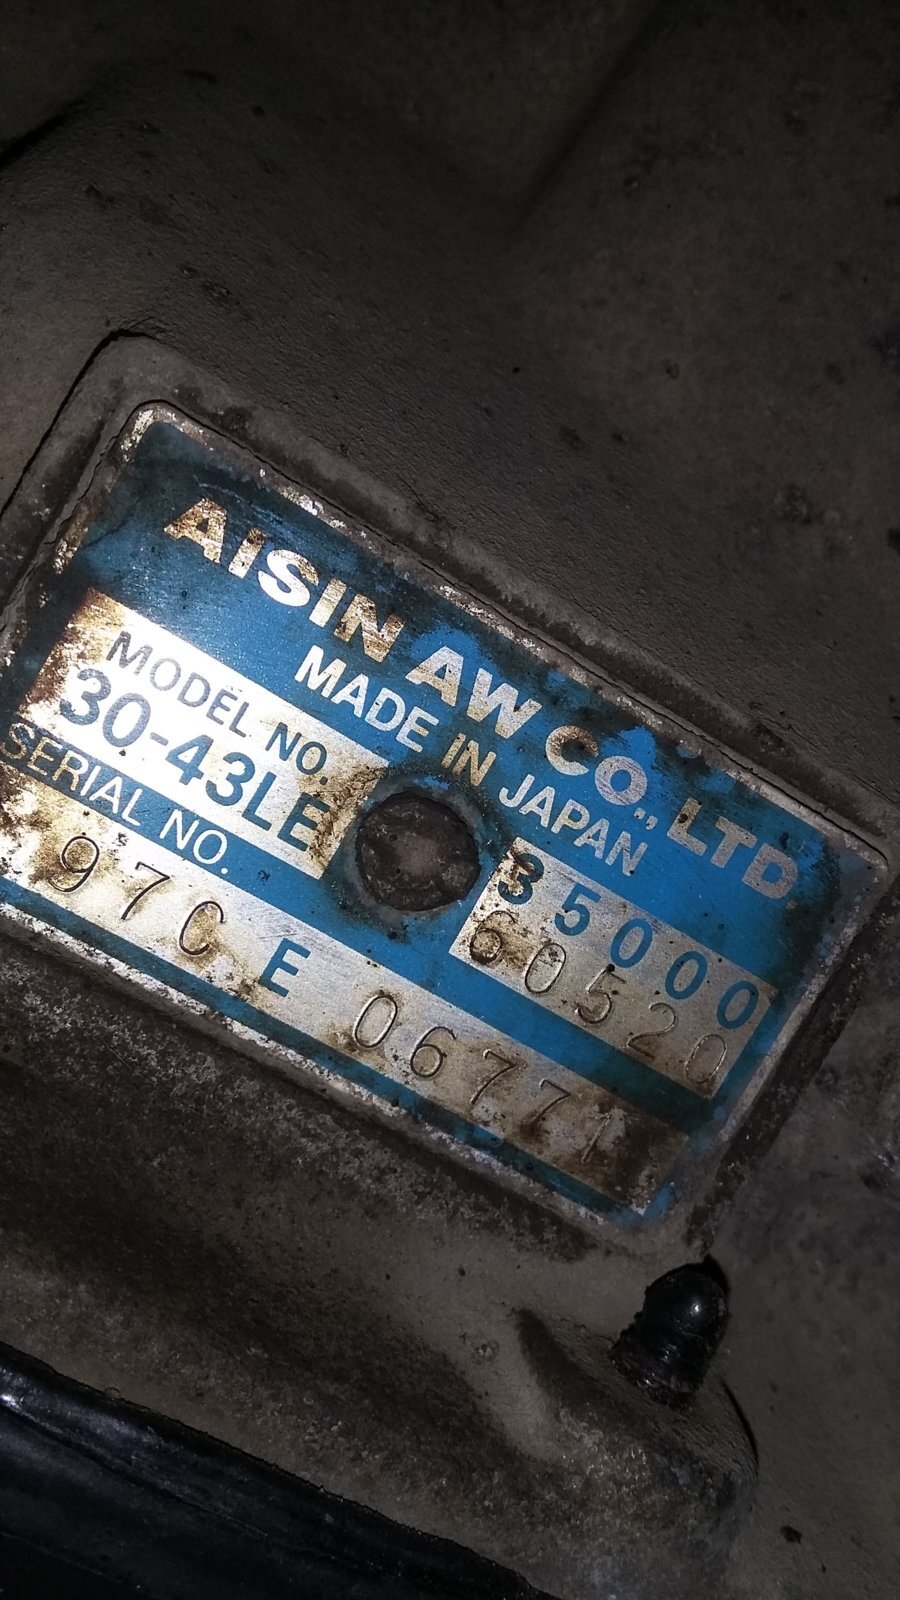 AISIN AW CO., LTD
MADE IN JAPAN
MODEL NO.
30-43LE
35000
60520
SERIAL NO.
97C E 06771